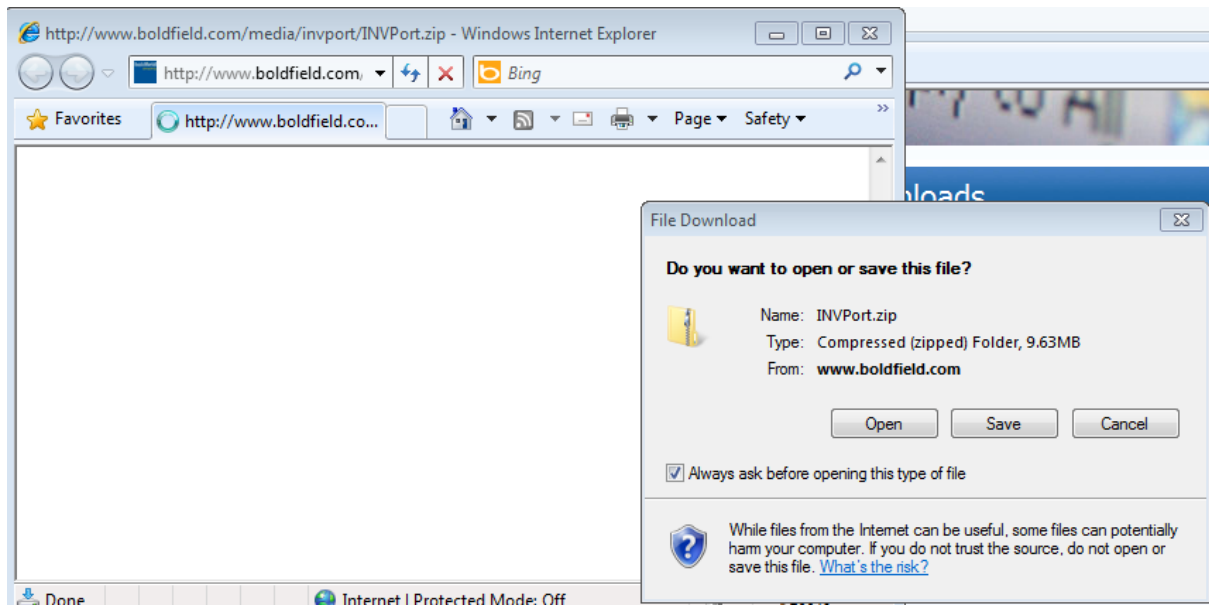 http://www.boldfield.com/media/invport/INVPort.zip - Windows Internet Explorer
http://www.boldfield.com/
Bing
Favorites
http://www.boldfield.co...
Page
Safety
»
to All
nloads
File Download
Do you want to open or save this file?
Name: INVPort.zip
Type: Compressed (zipped) Folder, 9.63MB
From: www.boldfield.com
Open
Save
Cancel
Always ask before opening this type of file
While files from the Internet can be useful, some files can potentially
harm your computer. If you do not trust the source, do not open or
save this file. What's the risk?
Done
Internet | Protected Mode: Off